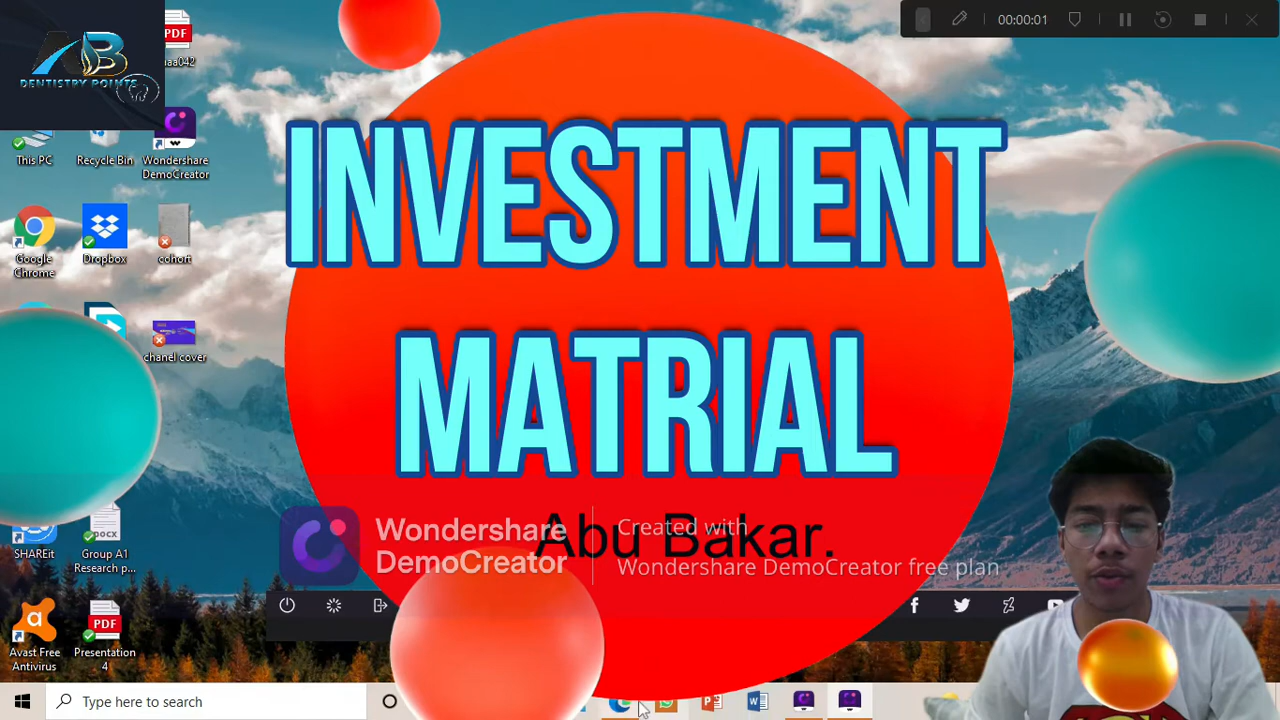 AB
DENTISTRY POINTS
PDF
00:00:01
INVESTMENT
MATRIAL
Abu Bakar.
Wondershare
DemoCreator
Created with
Wondershare DemoCreator free plan
This PC
Recycle Bin
Wondershare
DemoCreator
Google
Chrome
Dropbox
cohort
chanel cover
SHAREit
Group A1
Research p...
Avast Free
Antivirus
PDF
Presentation
4
Type here to search